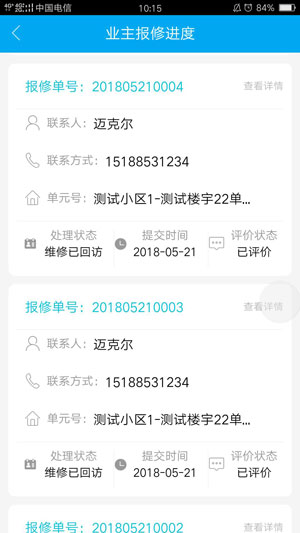 中国电信 10:15 84%
业主报修进度
报修单号：201805210004 查看详情
联系人：迈克尔
联系方式：15188531234
单元号：测试小区1-测试楼宇22单...
处理状态 提交时间 评价状态
维修已回访 2018-05-21 已评价
报修单号：201805210003 查看详情
联系人：迈克尔
联系方式：15188531234
单元号：测试小区1-测试楼宇22单...
处理状态 提交时间 评价状态
维修已回访 2018-05-21 已评价
报修单号：201805210002 查看详情